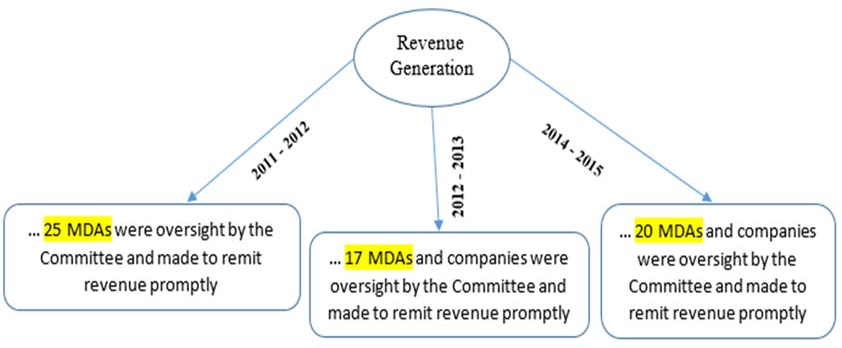 Revenue
Generation
2011 - 2012
2012 - 2013
2014 - 2015
... 25 MDAs were oversight by the
Committee and made to remit
revenue promptly
... 17 MDAs and companies were
oversight by the Committee and
made to remit revenue promptly
... 20 MDAs and companies
were oversight by the
Committee and made to
remit revenue promptly